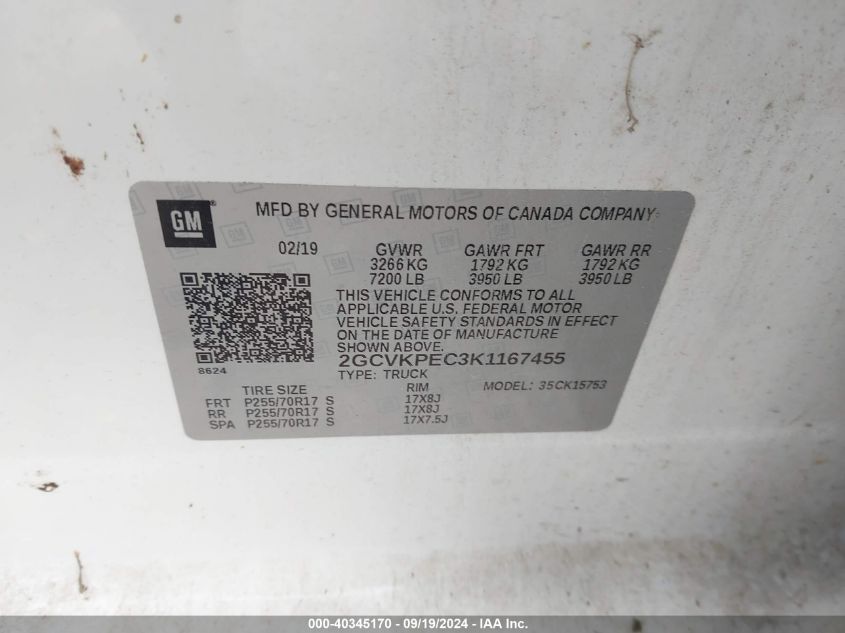 GM ®
MFD BY GENERAL MOTORS OF CANADA COMPANY
02/19 GVWR GAWR FRT GAWR RR
3266 KG 1792 KG 1792 KG
7200 LB 3950 LB 3950 LB
THIS VEHICLE CONFORMS TO ALL
APPLICABLE U.S. FEDERAL MOTOR
VEHICLE SAFETY STANDARDS IN EFFECT
ON THE DATE OF MANUFACTURE
SHOWN ABOVE.
8624
2GCVKPEC3K1167455
TYPE: TRUCK
MODEL: 35CK15753
TIRE SIZE RIM
FRT P255/70R17 S 17X8J
RR P255/70R17 S 17X8J
SPA P255/70R17 S 17X7.5J
000-40345170 - 09/19/2024 - IAA Inc.